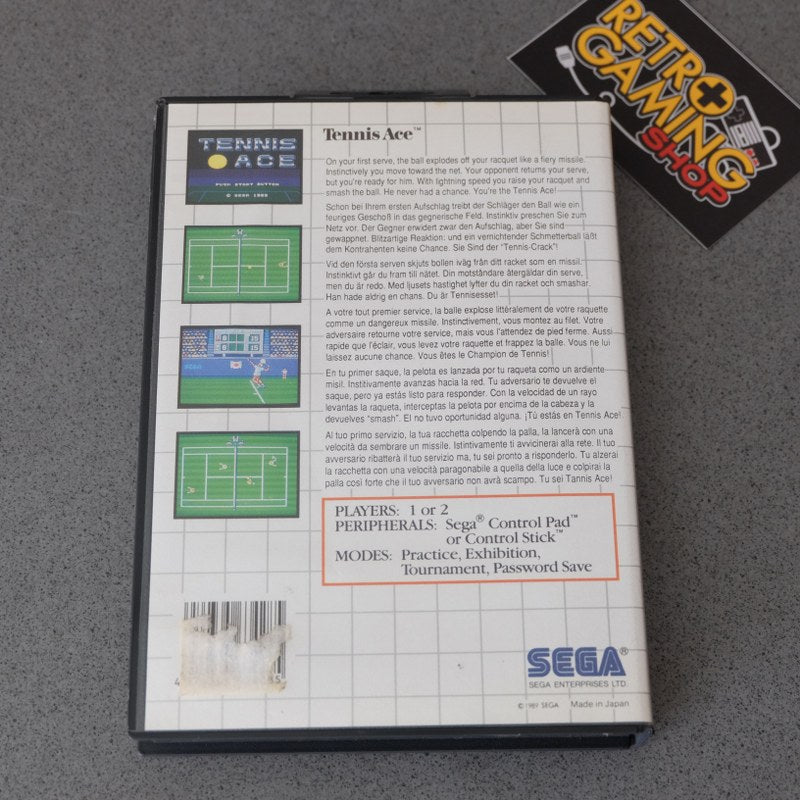 RETRO
GAMING
SHOP
TENNIS
ACE
PUSH START BUTTON
© SEGA 1989
Tennis Ace™
On your first serve, the ball explodes off your racquet like a fiery missile.
Instinctively you move toward the net. Your opponent returns your serve,
but you're ready for him. With lightning speed you raise your racquet and
smash the ball. He never had a chance. You're the Tennis Ace!
Schon bei Ihrem ersten Aufschlag treibt der Schläger den Ball wie ein
feuriges Geschoß in das gegnerische Feld. Instinktiv preschen Sie zum
Netz vor. Der Gegner erwidert zwar den Aufschlag, aber Sie sind
gewappnet. Blitzartige Reaktion: und ein vernichtender Schmetterball läßt
dem Kontrahenten keine Chance. Sie Sind der "Tennis-Crack"!
Vid den första serven skjuts bollen iväg från ditt racket som en missil.
Instinktivt går du fram till nätet. Din motståndare återgäldar din serve,
men du är redo. Med ljusets hastighet lyfter du din racket och smashar.
Han hade aldrig en chans. Du är Tennisesset!
A votre tout premier service, la balle explose littéralement de votre raquette
comme un dangereux missile. Instinctivement, vous montez au filet. Votre
adversaire retourne votre service, mais vous l'attendez de pied ferme. Aussi
rapide que l'éclair, vous levez votre raquette et frappez la balle. Vous ne lui
laissez aucune chance. Vous êtes le Champion de Tennis!
En tu primer saque, la pelota es lanzada por tu raqueta como un ardiente
misil. Institivamente avanzas hacia la red. Tu adversario te devuelve el
saque, pero ya estás listo para responder. Con la velocidad de un rayo
levantas la raqueta, interceptas la pelota por encima de la cabeza y la
devuelves "smash". El no tuvo oportunidad alguna. ¡Tú estás en Tennis Ace!
Al tuo primo servizio, la tua racchetta colpendo la palla, la lancerà con una
velocità da sembrare un missile. Istintivamente ti avvicinerai alla rete. Il tuo
avversario ribatterà il tuo servizio ma, tu sei pronto a risponderlo. Tu alzerai
la racchetta con una velocità paragonabile a quella della luce e colpirai la
palla così forte che il tuo avversario non avrà scampo. Tu sei Tannis Ace!
SEGA
PLAYERS: 1 or 2
PERIPHERALS: Sega® Control Pad™
or Control Stick™
MODES: Practice, Exhibition,
Tournament, Password Save
SEGA®
SEGA ENTERPRISES LTD.
© 1989 SEGA Made in Japan